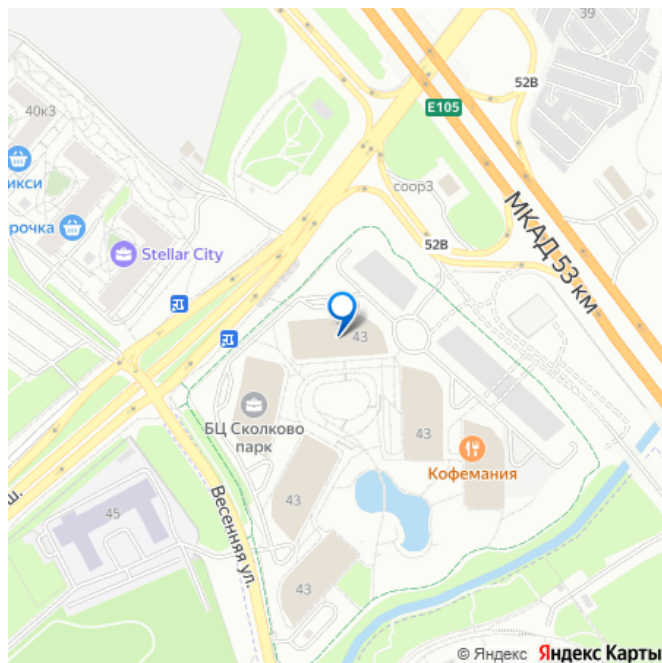 39
52В
40к3
E105
икси
соор3
рочка
МКАД 53 км
Stellar City
52В
43
БЦ Сколково
парк
43
Кофемания
43
ш.
45
Весенняя ул.
43
© Яндекс Яндекс Карты